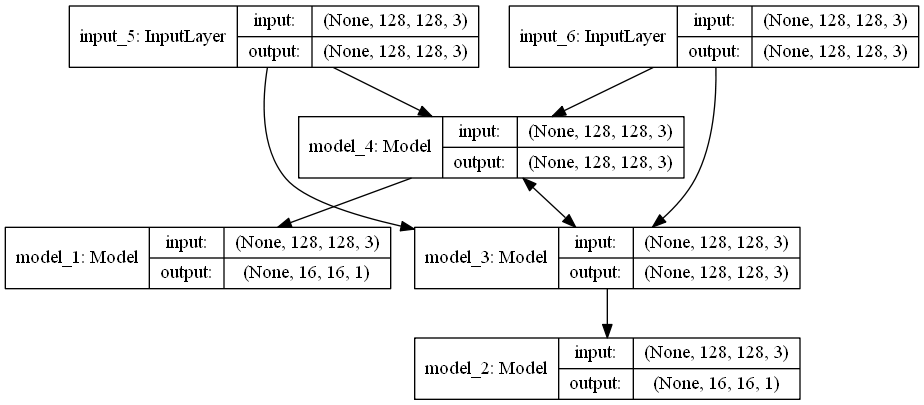 input_5: InputLayer
input: (None, 128, 128, 3)
output: (None, 128, 128, 3)
input_6: InputLayer
input: (None, 128, 128, 3)
output: (None, 128, 128, 3)
model_4: Model
input: (None, 128, 128, 3)
output: (None, 128, 128, 3)
model_1: Model
input: (None, 128, 128, 3)
output: (None, 16, 16, 1)
model_3: Model
input: (None, 128, 128, 3)
output: (None, 128, 128, 3)
model_2: Model
input: (None, 128, 128, 3)
output: (None, 16, 16, 1)